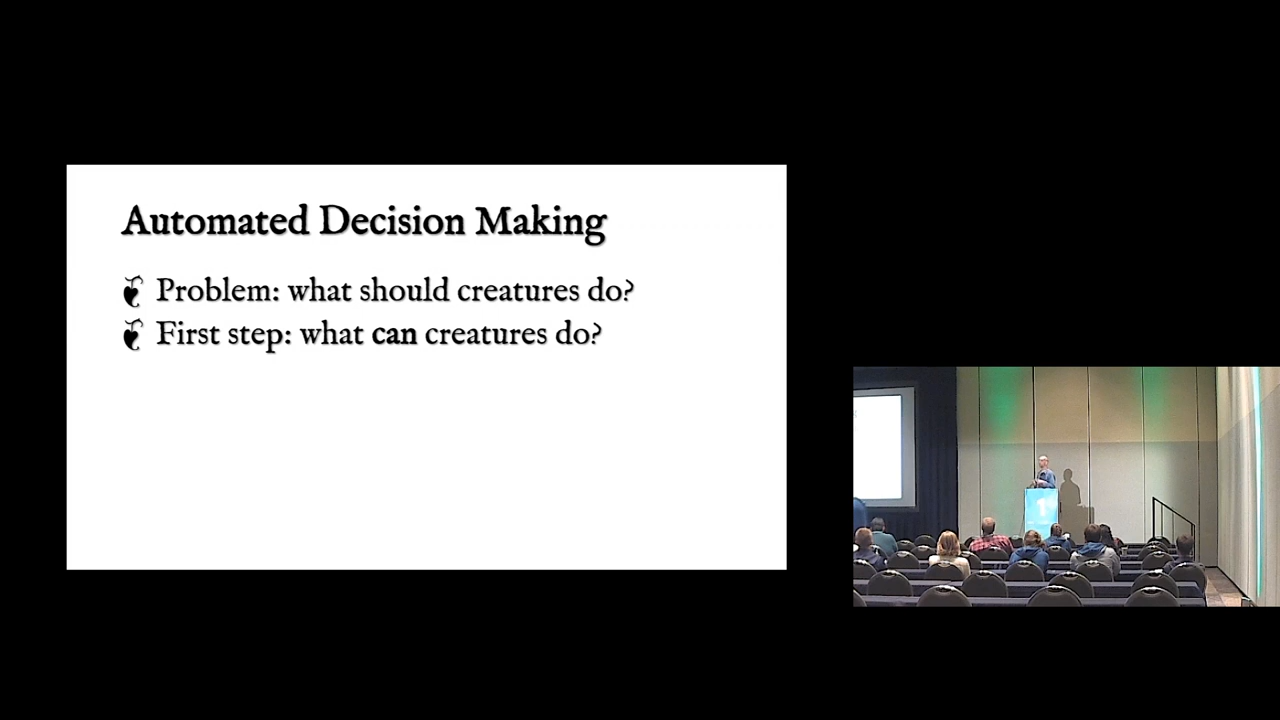 Automated Decision Making
❦ Problem: what should creatures do?
❦ First step: what can creatures do?